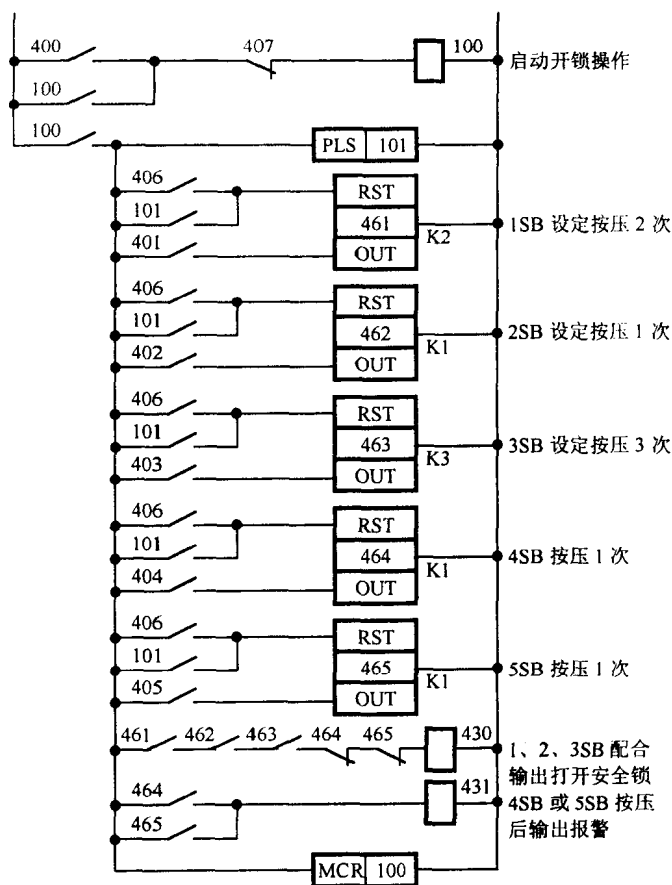 400 407 100 启动开锁操作
100
100 PLS 101
406 RST
101 461 K2 1SB 设定按压 2 次
401 OUT
406 RST
101 462 K1 2SB 设定按压 1 次
402 OUT
406 RST
101 463 K3 3SB 设定按压 3 次
403 OUT
406 RST
101 464 K1 4SB 按压 1 次
404 OUT
406 RST
101 465 K1 5SB 按压 1 次
405 OUT
461 462 463 464 465 430 1、2、3SB 配合
输出打开安全锁
464 431 4SB 或 5SB 按压
465 后输出报警
MCR 100